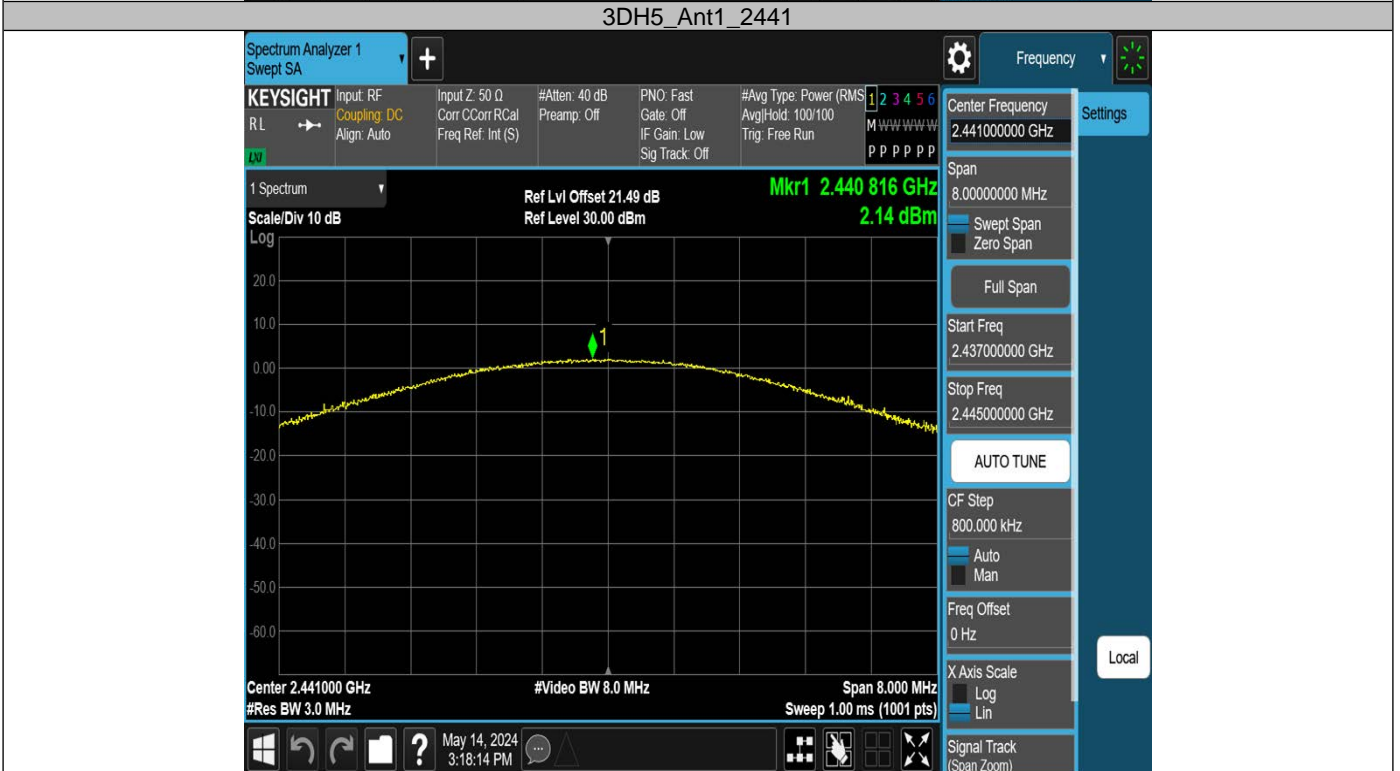 3DH5_Ant1_2441
Spectrum Analyzer 1
Swept SA
+
Frequency
KEYSIGHT
RL
LXI
Input: RF
Coupling: DC
Align: Auto
Input Z: 50 Ω
Corr CCorr RCal
Freq Ref: Int (S)
#Atten: 40 dB
Preamp: Off
PNO: Fast
Gate: Off
IF Gain: Low
Sig Track: Off
#Avg Type: Power (RMS
Avg|Hold: 100/100
Trig: Free Run
1 2 3 4 5 6
M W W W W W
P P P P P P
1 Spectrum
Scale/Div 10 dB
Log
Ref Lvl Offset 21.49 dB
Ref Level 30.00 dBm
Mkr1 2.440 816 GHz
2.14 dBm
20.0
10.0
0.00
-10.0
-20.0
-30.0
-40.0
-50.0
-60.0
1
Center 2.441000 GHz
#Res BW 3.0 MHz
#Video BW 8.0 MHz
Span 8.000 MHz
Sweep 1.00 ms (1001 pts)
?
May 14, 2024
3:18:14 PM
Center Frequency
2.441000000 GHz
Settings
Span
8.00000000 MHz
Swept Span
Zero Span
Full Span
Start Freq
2.437000000 GHz
Stop Freq
2.445000000 GHz
AUTO TUNE
CF Step
800.000 kHz
Auto
Man
Freq Offset
0 Hz
X Axis Scale
Log
Lin
Local
Signal Track
(Span Zoom)